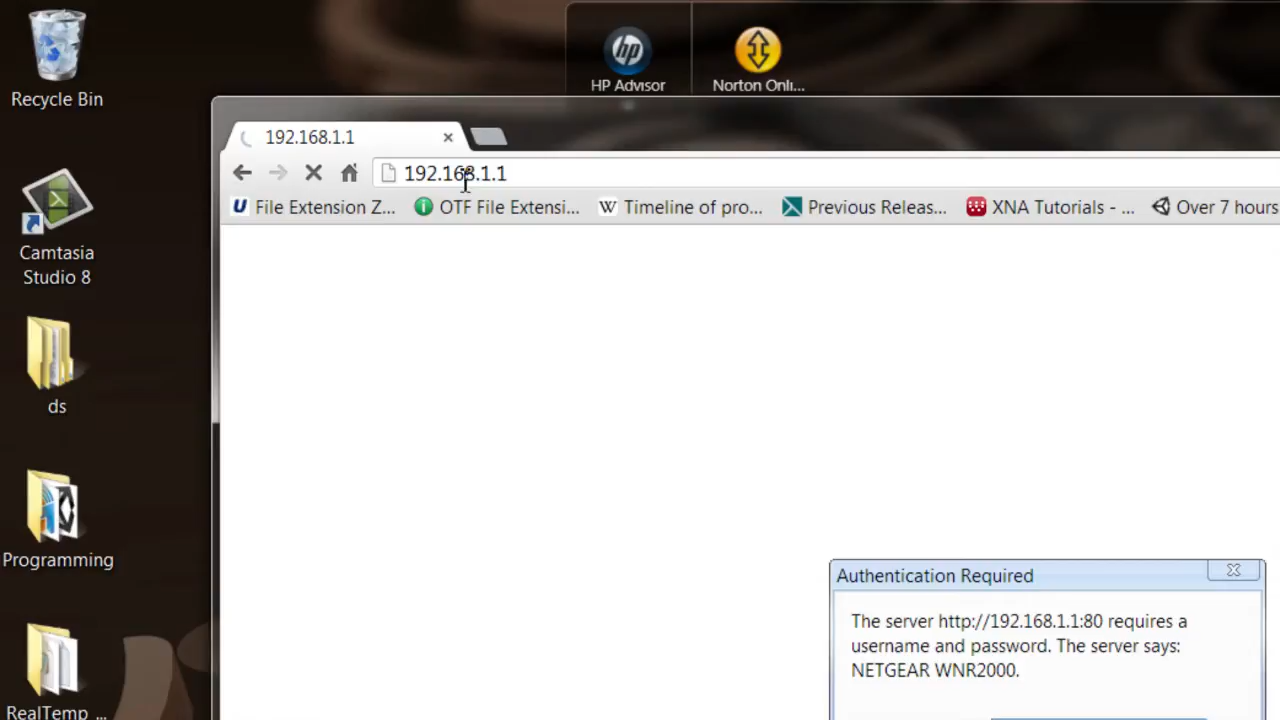 Recycle Bin
HP Advisor
Norton Onli...
192.168.1.1
192.168.1.1
File Extension Z...
OTF File Extensi...
Timeline of pro...
Previous Releas...
XNA Tutorials - ...
Over 7 hours
Camtasia
Studio 8
ds
Programming
RealTemp_...
Authentication Required
The server http://192.168.1.1:80 requires a
username and password. The server says:
NETGEAR WNR2000.